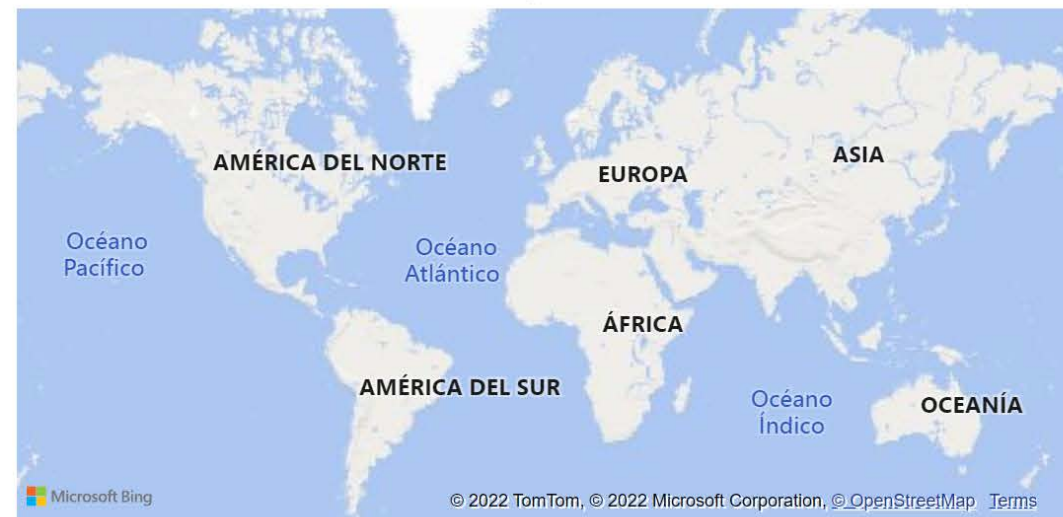 AMÉRICA DEL NORTE
EUROPA
ASIA
Océano
Pacífico
Océano
Atlántico
ÁFRICA
AMÉRICA DEL SUR
Océano
Índico
OCEANÍA
Microsoft Bing
© 2022 TomTom, © 2022 Microsoft Corporation, © OpenStreetMap Terms